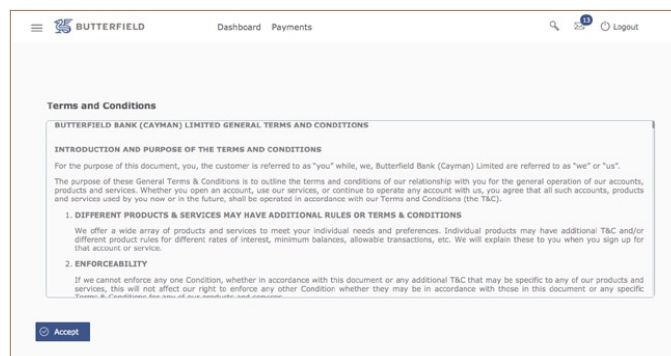 BUTTERFIELD Dashboard Payments 13 Logout
Terms and Conditions
BUTTERFIELD BANK (CAYMAN) LIMITED GENERAL TERMS AND CONDITIONS
INTRODUCTION AND PURPOSE OF THE TERMS AND CONDITIONS
For the purpose of this document, you, the customer is referred to as "you" while, we, Butterfield Bank (Cayman) Limited are referred to as "we" or "us".
The purpose of these General Terms & Conditions is to outline the terms and conditions of our relationship with you for the general operation of our accounts,
products and services. Whether you open an account, use our services, or continue to operate any account with us, you agree that all such accounts, products
and services used by you now or in the future, shall be operated in accordance with our Terms and Conditions (the T&C).
1. DIFFERENT PRODUCTS & SERVICES MAY HAVE ADDITIONAL RULES OR TERMS & CONDITIONS
We offer a wide array of products and services to meet your individual needs and preferences. Individual products may have additional T&C and/or
different product rules for different rates of interest, minimum balances, allowable transactions, etc. We will explain these to you when you sign up for
that account or service.
2. ENFORCEABILITY
If we cannot enforce any one Condition, whether in accordance with this document or any additional T&C that may be specific to any of our products and
services, this will not affect our right to enforce any other Condition whether they may be in accordance with those in this document or any specific
Terms & Conditions for any of our products and services.
Accept